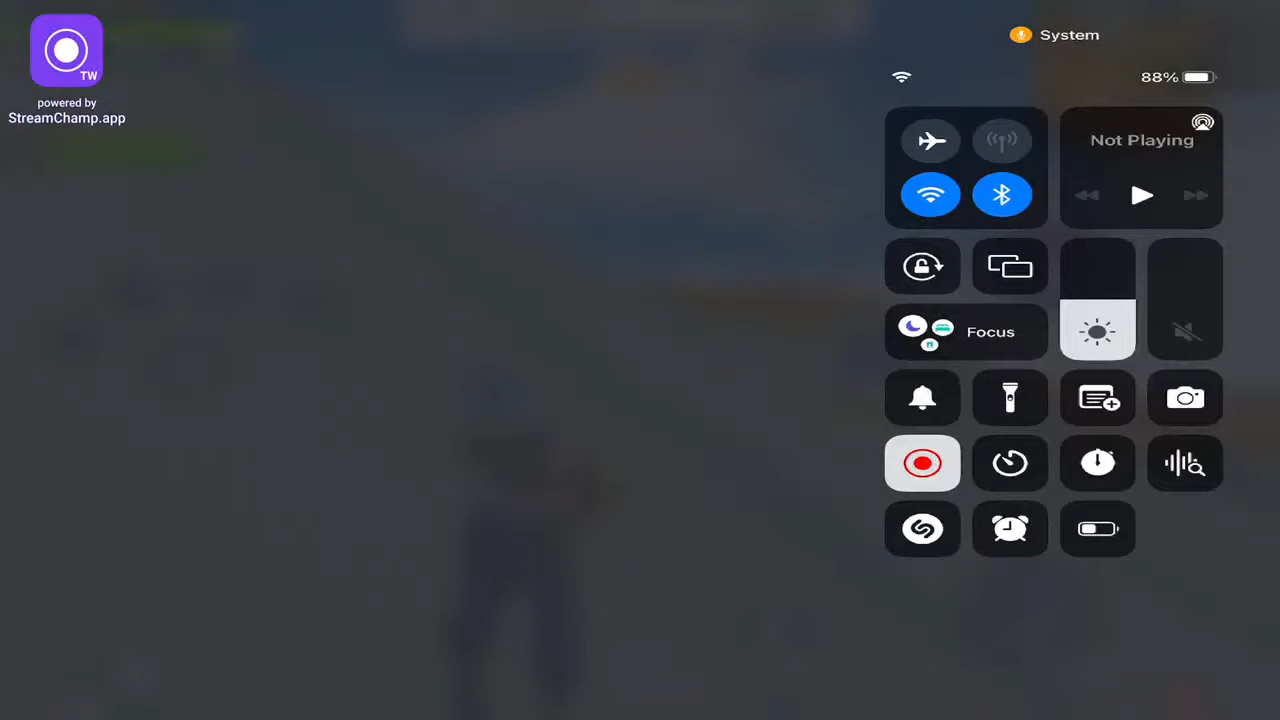 TW
powered by
StreamChamp.app
System
88%
Not Playing
Focus